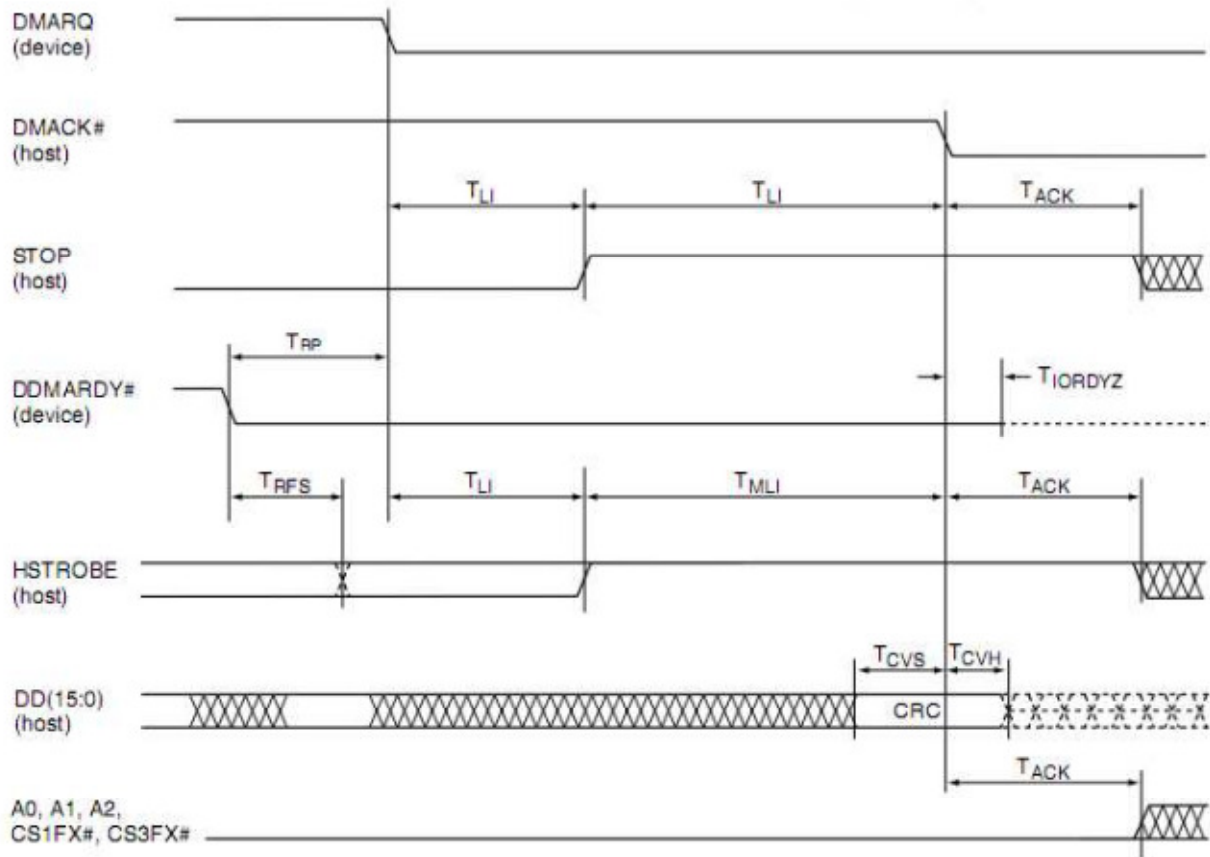 DMARQ
(device)
DMACK#
(host)
TLI
TLI
TACK
STOP
(host)
TRP
DDMARDY#
(device)
TIORDYZ
TRFS
TLI
TMLI
TACK
HSTROBE
(host)
TCVS
TCVH
DD(15:0)
(host)
CRC
TACK
A0, A1, A2,
CS1FX#, CS3FX#